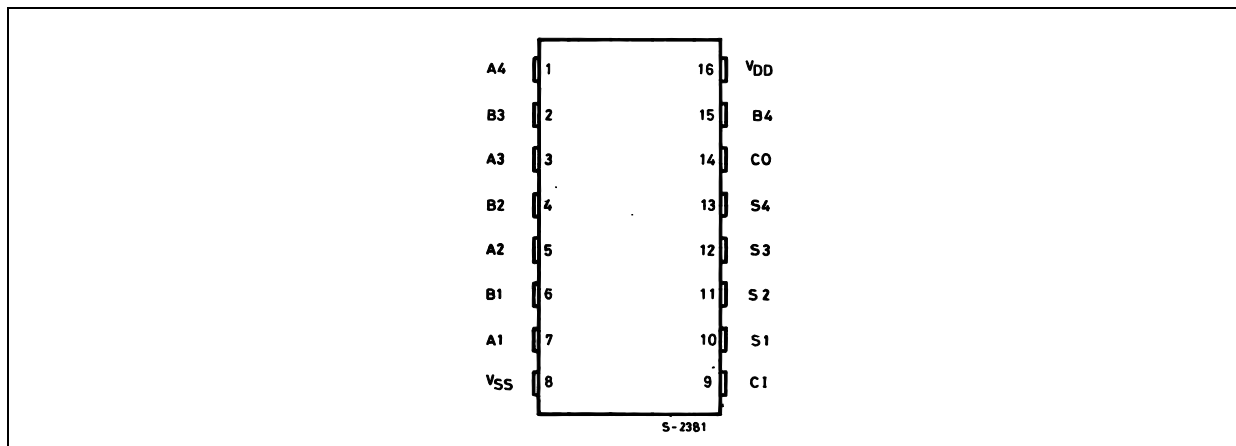 A4 1 16 VDD
B3 2 15 B4
A3 3 14 CO
B2 4 13 S4
A2 5 12 S3
B1 6 11 S2
A1 7 10 S1
VSS 8 9 CI
S-2381